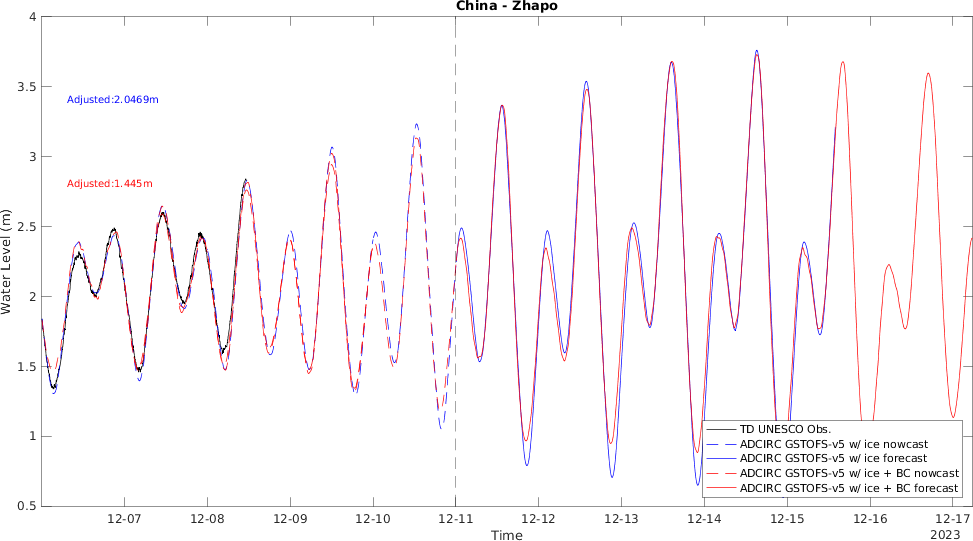 China - Zhapo
4
3.5
3
2.5
2
1.5
1
0.5
Water Level (m)
Adjusted:2.0469m
Adjusted:1.445m
TD UNESCO Obs.
ADCIRC GSTOFS-v5 w/ ice nowcast
ADCIRC GSTOFS-v5 w/ ice forecast
ADCIRC GSTOFS-v5 w/ ice + BC nowcast
ADCIRC GSTOFS-v5 w/ ice + BC forecast
12-07 12-08 12-09 12-10 12-11 12-12 12-13 12-14 12-15 12-16 12-17
2023
Time